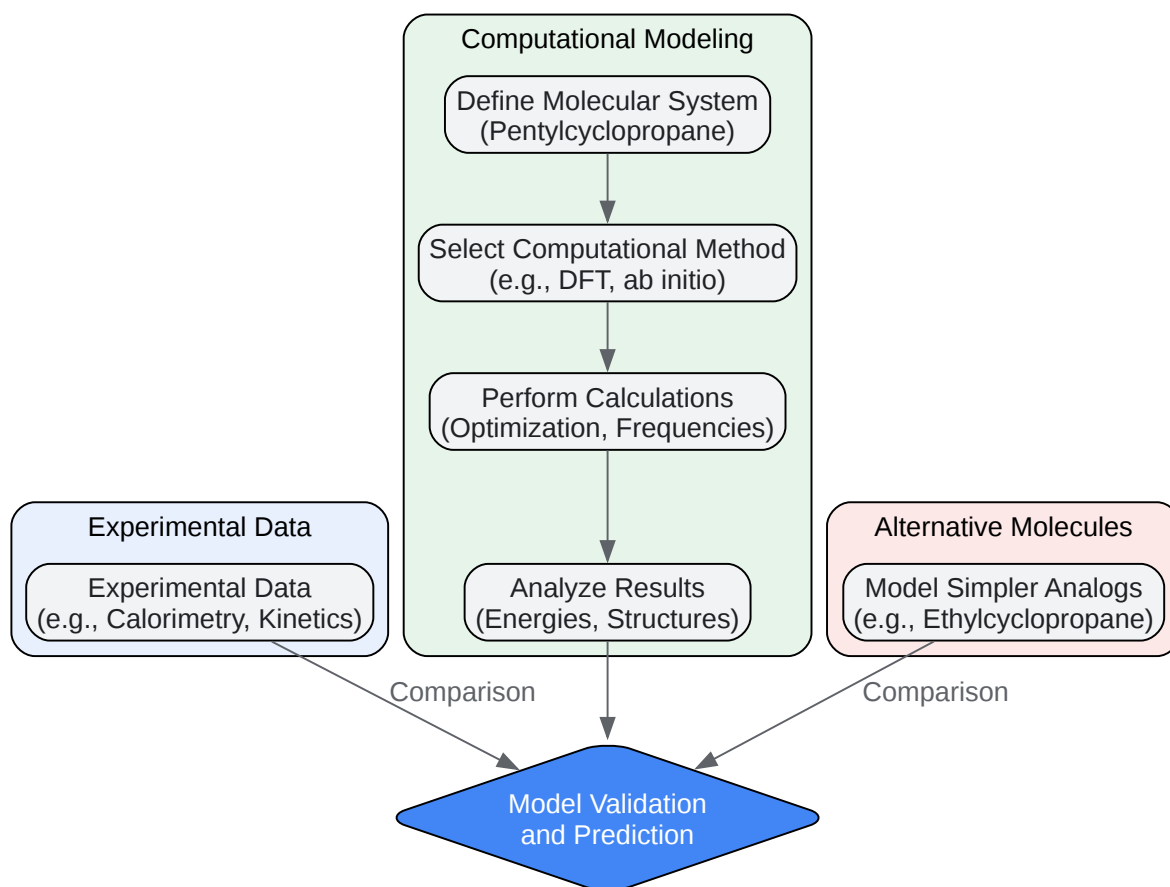 Computational Modeling
Define Molecular System
(Pentylcyclopropane)
Select Computational Method
(e.g., DFT, ab initio)
Perform Calculations
(Optimization, Frequencies)
Experimental Data
Experimental Data
(e.g., Calorimetry, Kinetics)
Analyze Results
(Energies, Structures)
Alternative Molecules
Model Simpler Analogs
(e.g., Ethylcyclopropane)
Comparison
Comparison
Model Validation
and Prediction